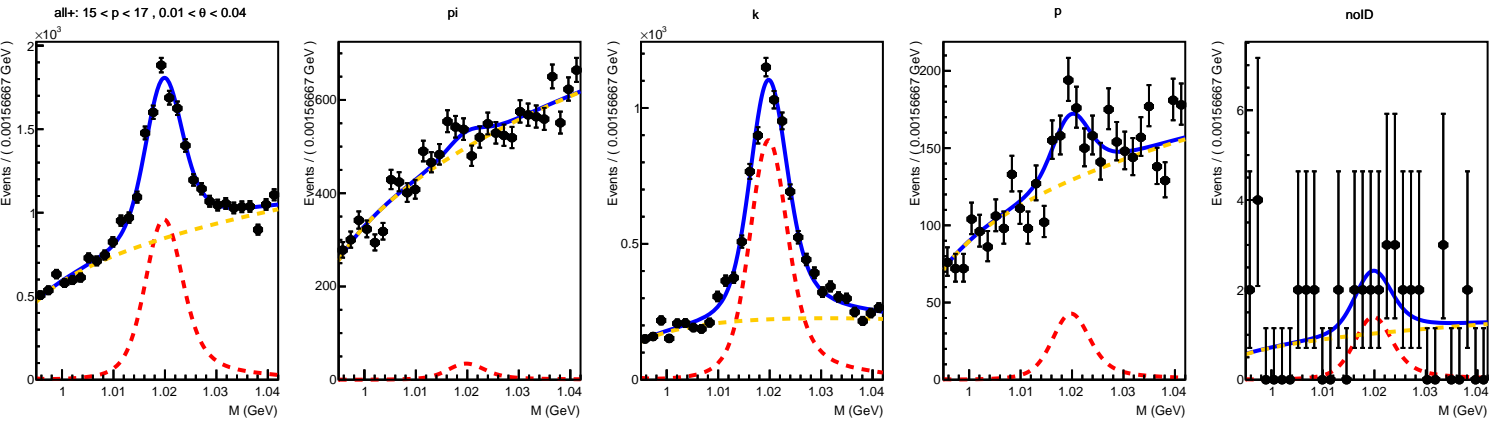 all+: 15 < p < 17 , 0.01 < θ < 0.04
×10³
Events / ( 0.00156667 GeV )
2
1.5
1
0.5
0
1 1.01 1.02 1.03 1.04
M (GeV)
pi
Events / ( 0.00156667 GeV )
600
400
200
0
1 1.01 1.02 1.03 1.04
M (GeV)
k
×10³
Events / ( 0.00156667 GeV )
1
0.5
0
1 1.01 1.02 1.03 1.04
M (GeV)
p
Events / ( 0.00156667 GeV )
200
150
100
50
0
1 1.01 1.02 1.03 1.04
M (GeV)
noID
Events / ( 0.00156667 GeV )
6
4
2
0
1 1.01 1.02 1.03 1.04
M (GeV)